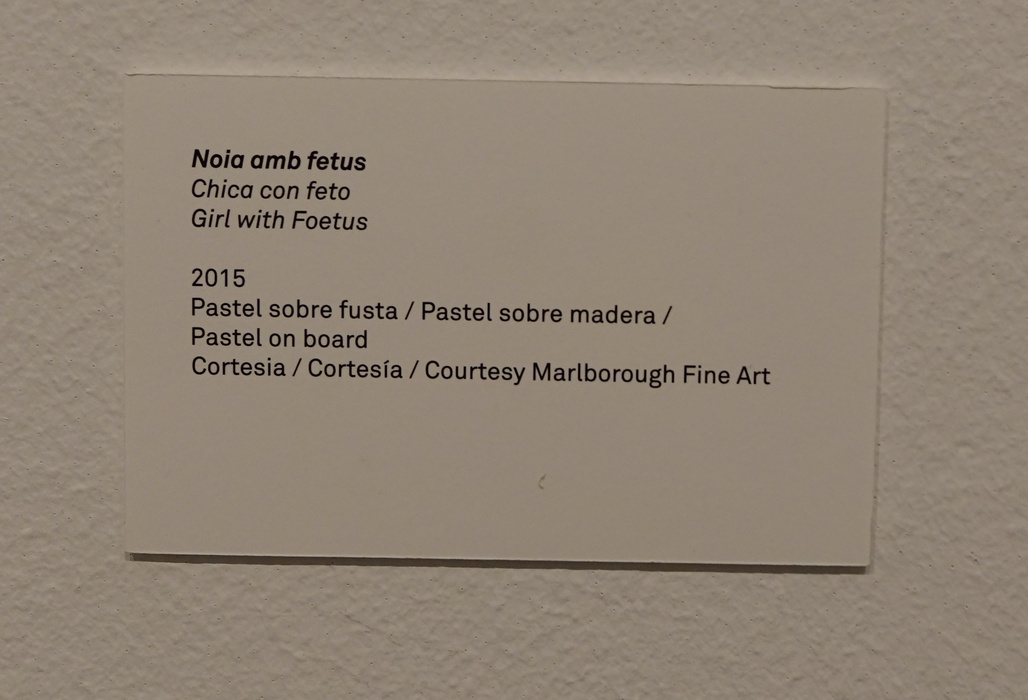 Noia amb fetus
Chica con feto
Girl with Foetus
2015
Pastel sobre fusta / Pastel sobre madera /
Pastel on board
Cortesia / Cortesía / Courtesy Marlborough Fine Art